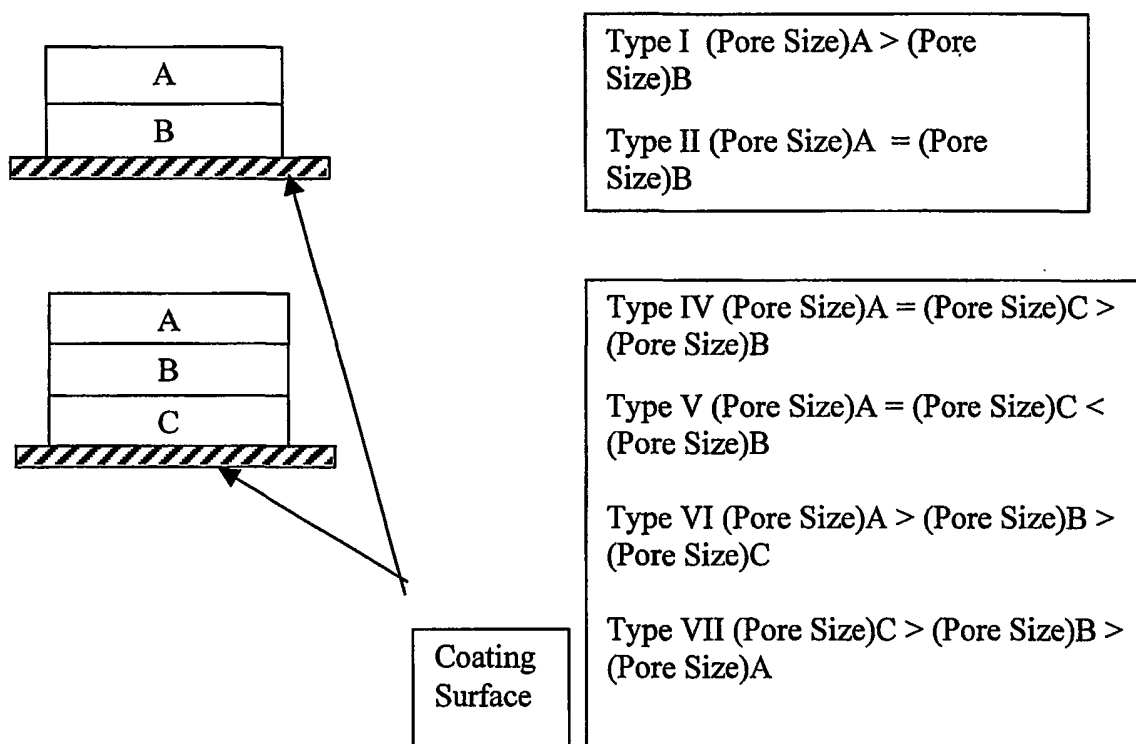 A
B
Type I (Pore Size)A > (Pore
Size)B
Type II (Pore Size)A = (Pore
Size)B
A
B
C
Type IV (Pore Size)A = (Pore Size)C >
(Pore Size)B
Type V (Pore Size)A = (Pore Size)C <
(Pore Size)B
Type VI (Pore Size)A > (Pore Size)B >
(Pore Size)C
Type VII (Pore Size)C > (Pore Size)B >
(Pore Size)A
Coating
Surface